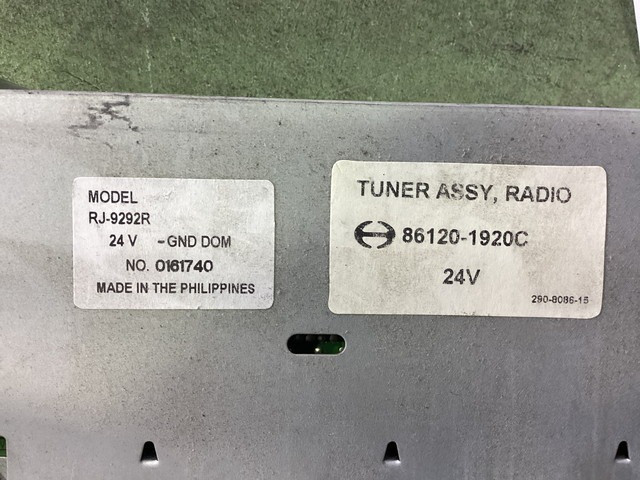 MODEL
RJ-9292R
24 V -GND DOM
NO. 0161740
MADE IN THE PHILIPPINES
TUNER ASSY, RADIO
86120-1920C
24V
290-8086-15